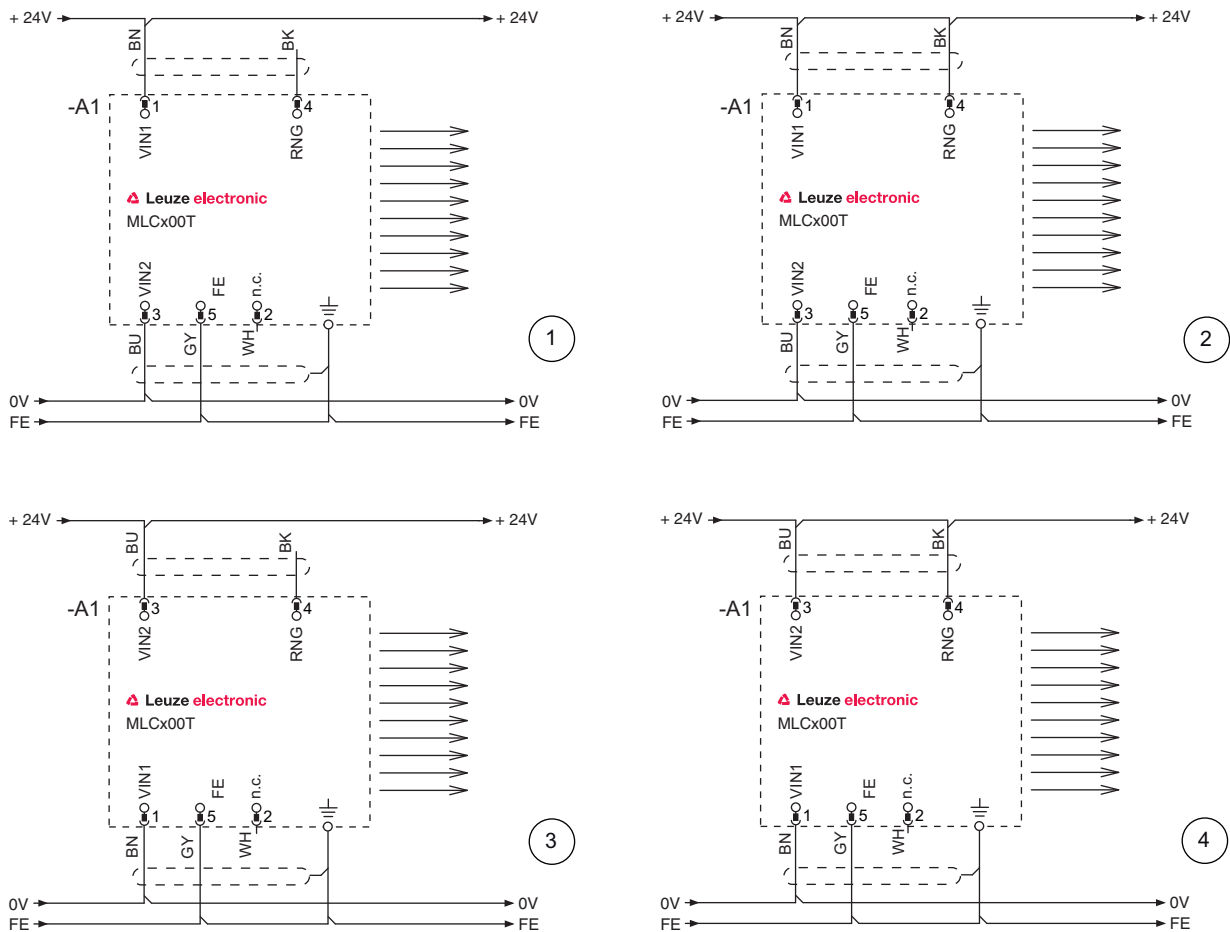 + 24V
+ 24V
BN
BK
-A1
1
4
VIN1
RNG
Leuze electronic
MLCx00T
VIN2
FE
n.c.
3
5
2
BU
GY
WH
1
0V
0V
FE
FE
+ 24V
+ 24V
BN
BK
-A1
1
4
VIN1
RNG
Leuze electronic
MLCx00T
VIN2
FE
n.c.
3
5
2
BU
GY
WH
2
0V
0V
FE
FE
+ 24V
+ 24V
BU
BK
-A1
3
4
VIN2
RNG
Leuze electronic
MLCx00T
VIN1
FE
n.c.
1
5
2
BN
GY
WH
3
0V
0V
FE
FE
+ 24V
+ 24V
BU
BK
-A1
3
4
VIN2
RNG
Leuze electronic
MLCx00T
VIN1
FE
n.c.
1
5
2
BN
GY
WH
4
0V
0V
FE
FE